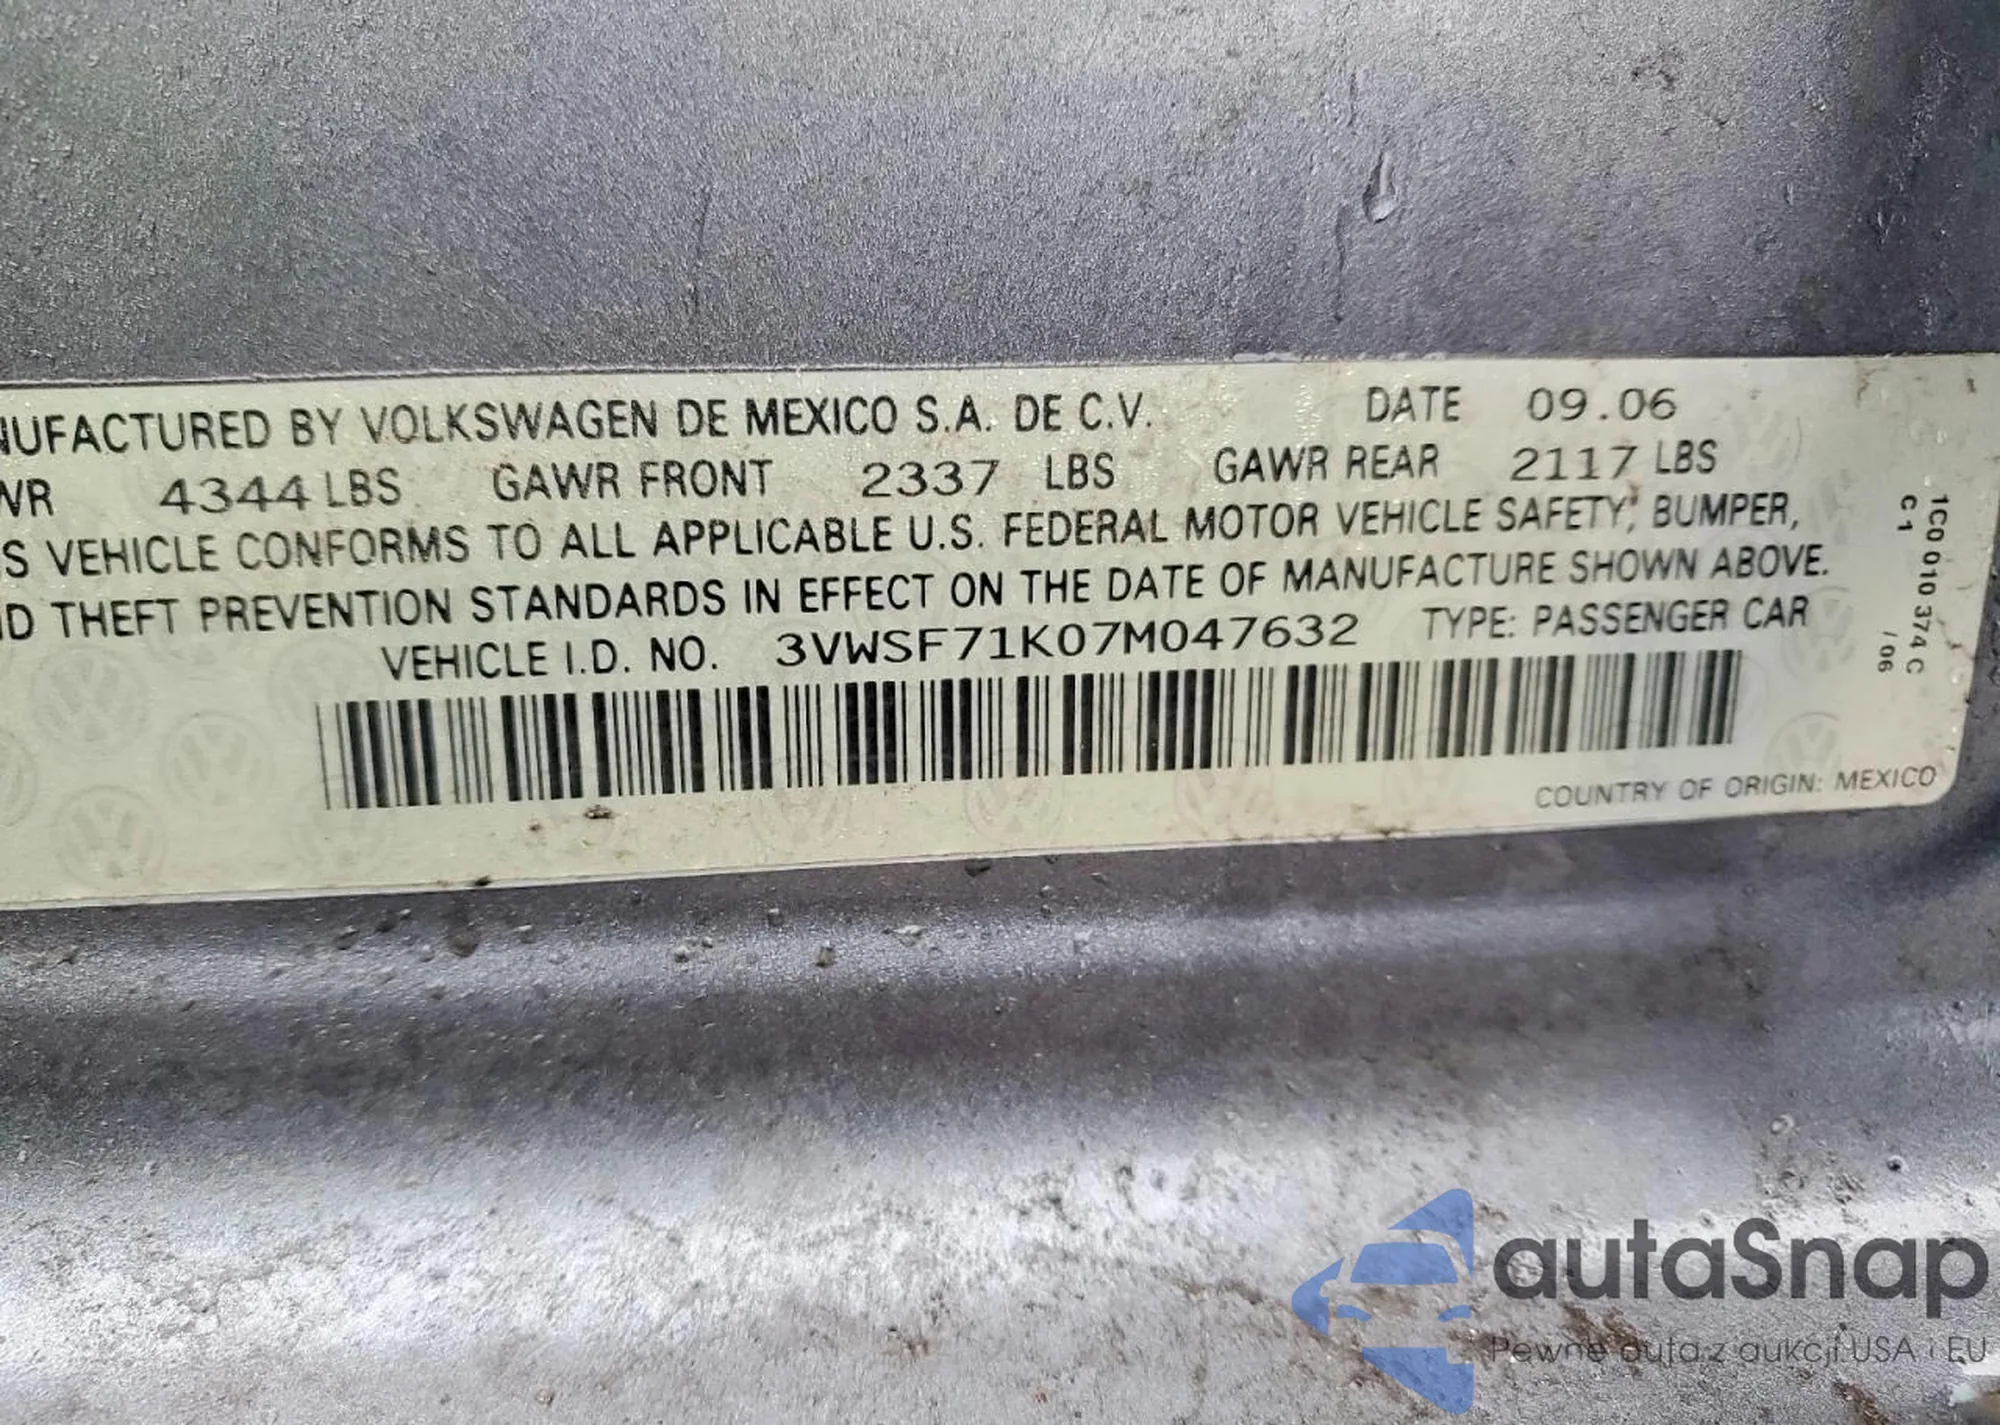 NUFACTURED BY VOLKSWAGEN DE MEXICO S.A. DE C.V. DATE 09.06
WR 4344 LBS GAWR FRONT 2337 LBS GAWR REAR 2117 LBS
S VEHICLE CONFORMS TO ALL APPLICABLE U.S. FEDERAL MOTOR VEHICLE SAFETY, BUMPER,
D THEFT PREVENTION STANDARDS IN EFFECT ON THE DATE OF MANUFACTURE SHOWN ABOVE.
VEHICLE I.D. NO. 3VWSF71K07M047632 TYPE: PASSENGER CAR
COUNTRY OF ORIGIN: MEXICO
1C0 010 374 C
C 1 / 06
autaSnap
Pewne auta z aukcji USA i EU